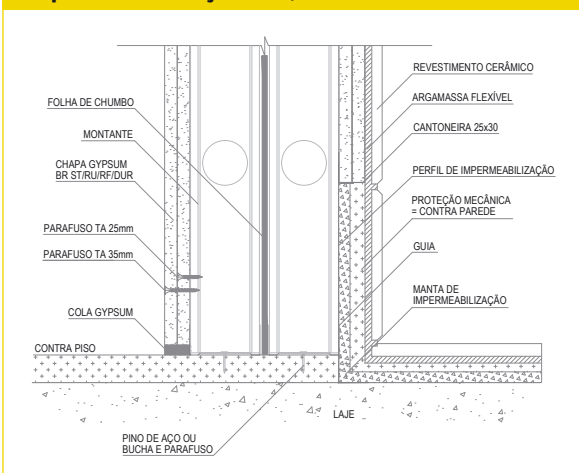 FOLHA DE CHUMBO
MONTANTE
CHAPA GYPSUM
BR ST/RU/RF/DUR
PARAFUSO TA 25mm
PARAFUSO TA 35mm
COLA GYPSUM
CONTRA PISO
PINO DE AÇO OU
BUCHA E PARAFUSO
LAJE
REVESTIMENTO CERÂMICO
ARGAMASSA FLEXÍVEL
CANTONEIRA 25x30
PERFIL DE IMPERMEABILIZAÇÃO
PROTEÇÃO MECÂNICA
= CONTRA PAREDE
GUIA
MANTA DE
IMPERMEABILIZAÇÃO